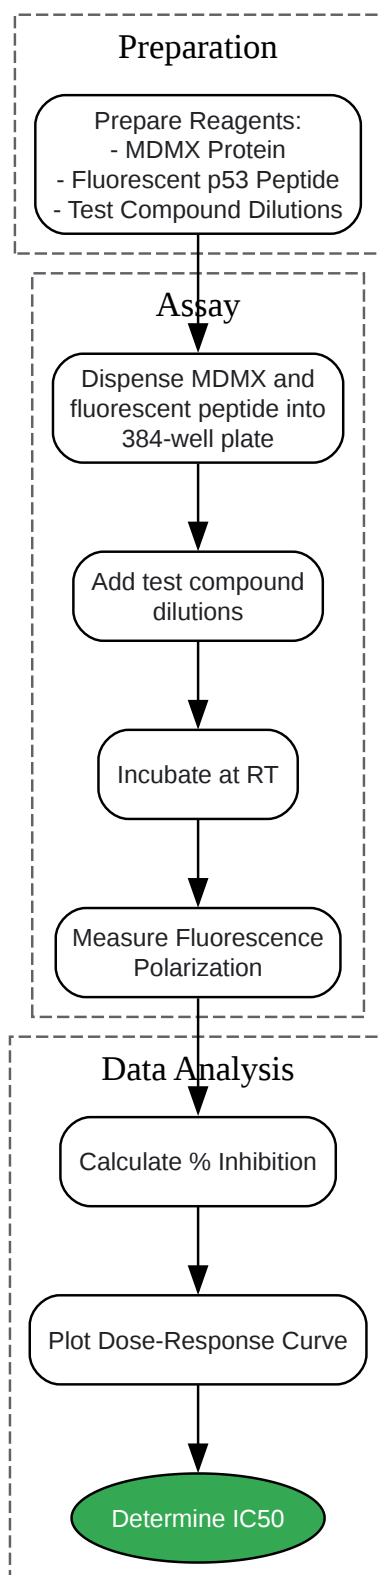 Preparation
Prepare Reagents:
- MDMX Protein
- Fluorescent p53 Peptide
- Test Compound Dilutions
Assay
Dispense MDMX and
fluorescent peptide into
384-well plate
Add test compound
dilutions
Incubate at RT
Measure Fluorescence
Polarization
Data Analysis
Calculate % Inhibition
Plot Dose-Response Curve
Determine IC50